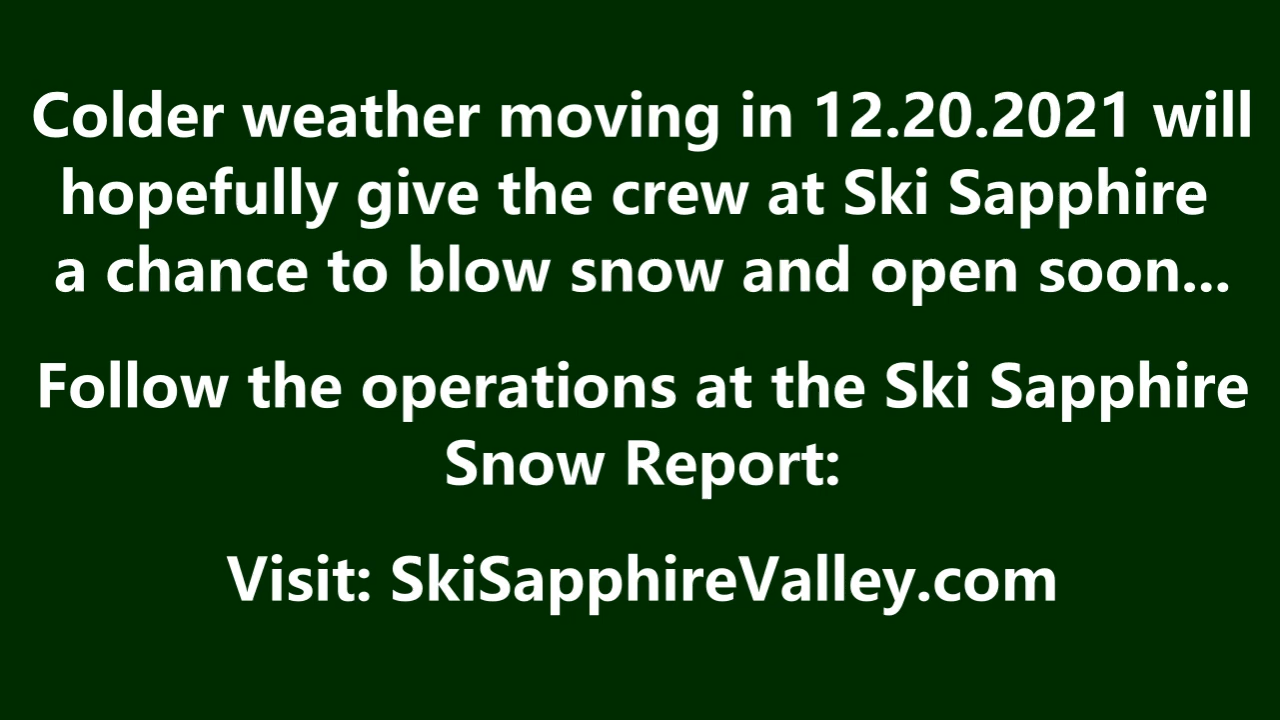 Colder weather moving in 12.20.2021 will
hopefully give the crew at Ski Sapphire
a chance to blow snow and open soon...
Follow the operations at the Ski Sapphire
Snow Report:
Visit: SkiSapphireValley.com